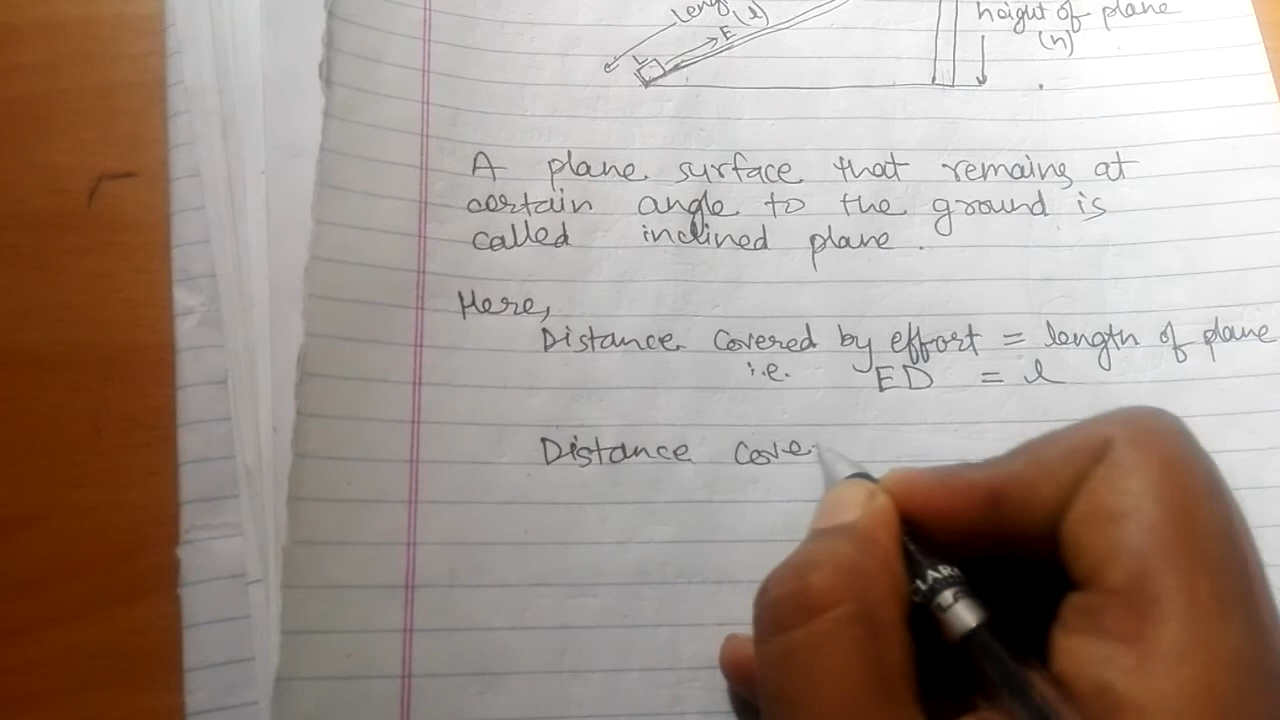 length (l)
E
height of plane
(h)
A plane surface that remains at
certain angle to the ground is
called inclined plane.
Here,
Distance covered by effort = length of plane
i.e. ED = l
Distance Cove